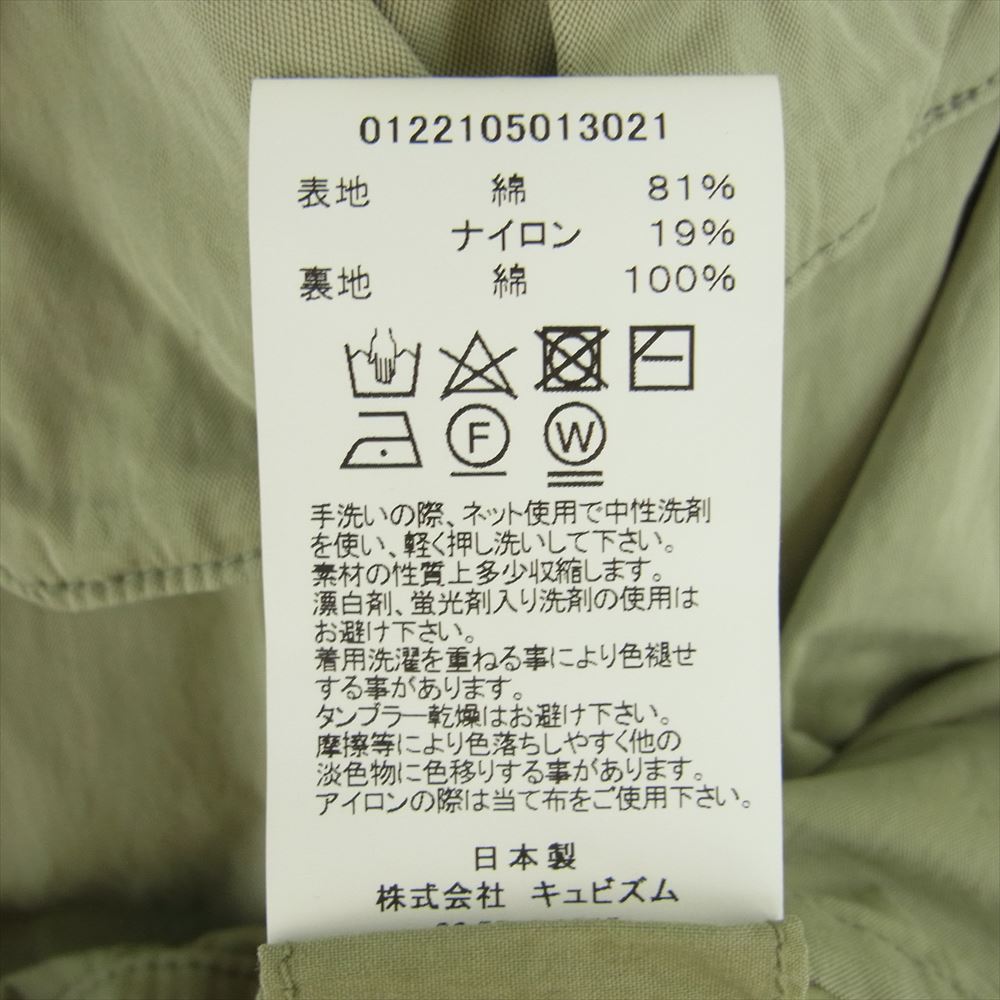 0122105013021
表地 綿 81%
ナイロン 19%
裏地 綿 100%
F W
手洗いの際、ネット使用で中性洗剤
を使い、軽く押し洗いして下さい。
素材の性質上多少収縮します。
漂白剤、蛍光剤入り洗剤の使用は
お避け下さい。
着用洗濯を重ねる事により色褪せ
する事があります。
タンブラー乾燥はお避け下さい。
摩擦等により色落ちしやすく他の
淡色物に色移りする事があります。
アイロンの際は当て布をご使用下さい。
日本製
株式会社 キュビズム